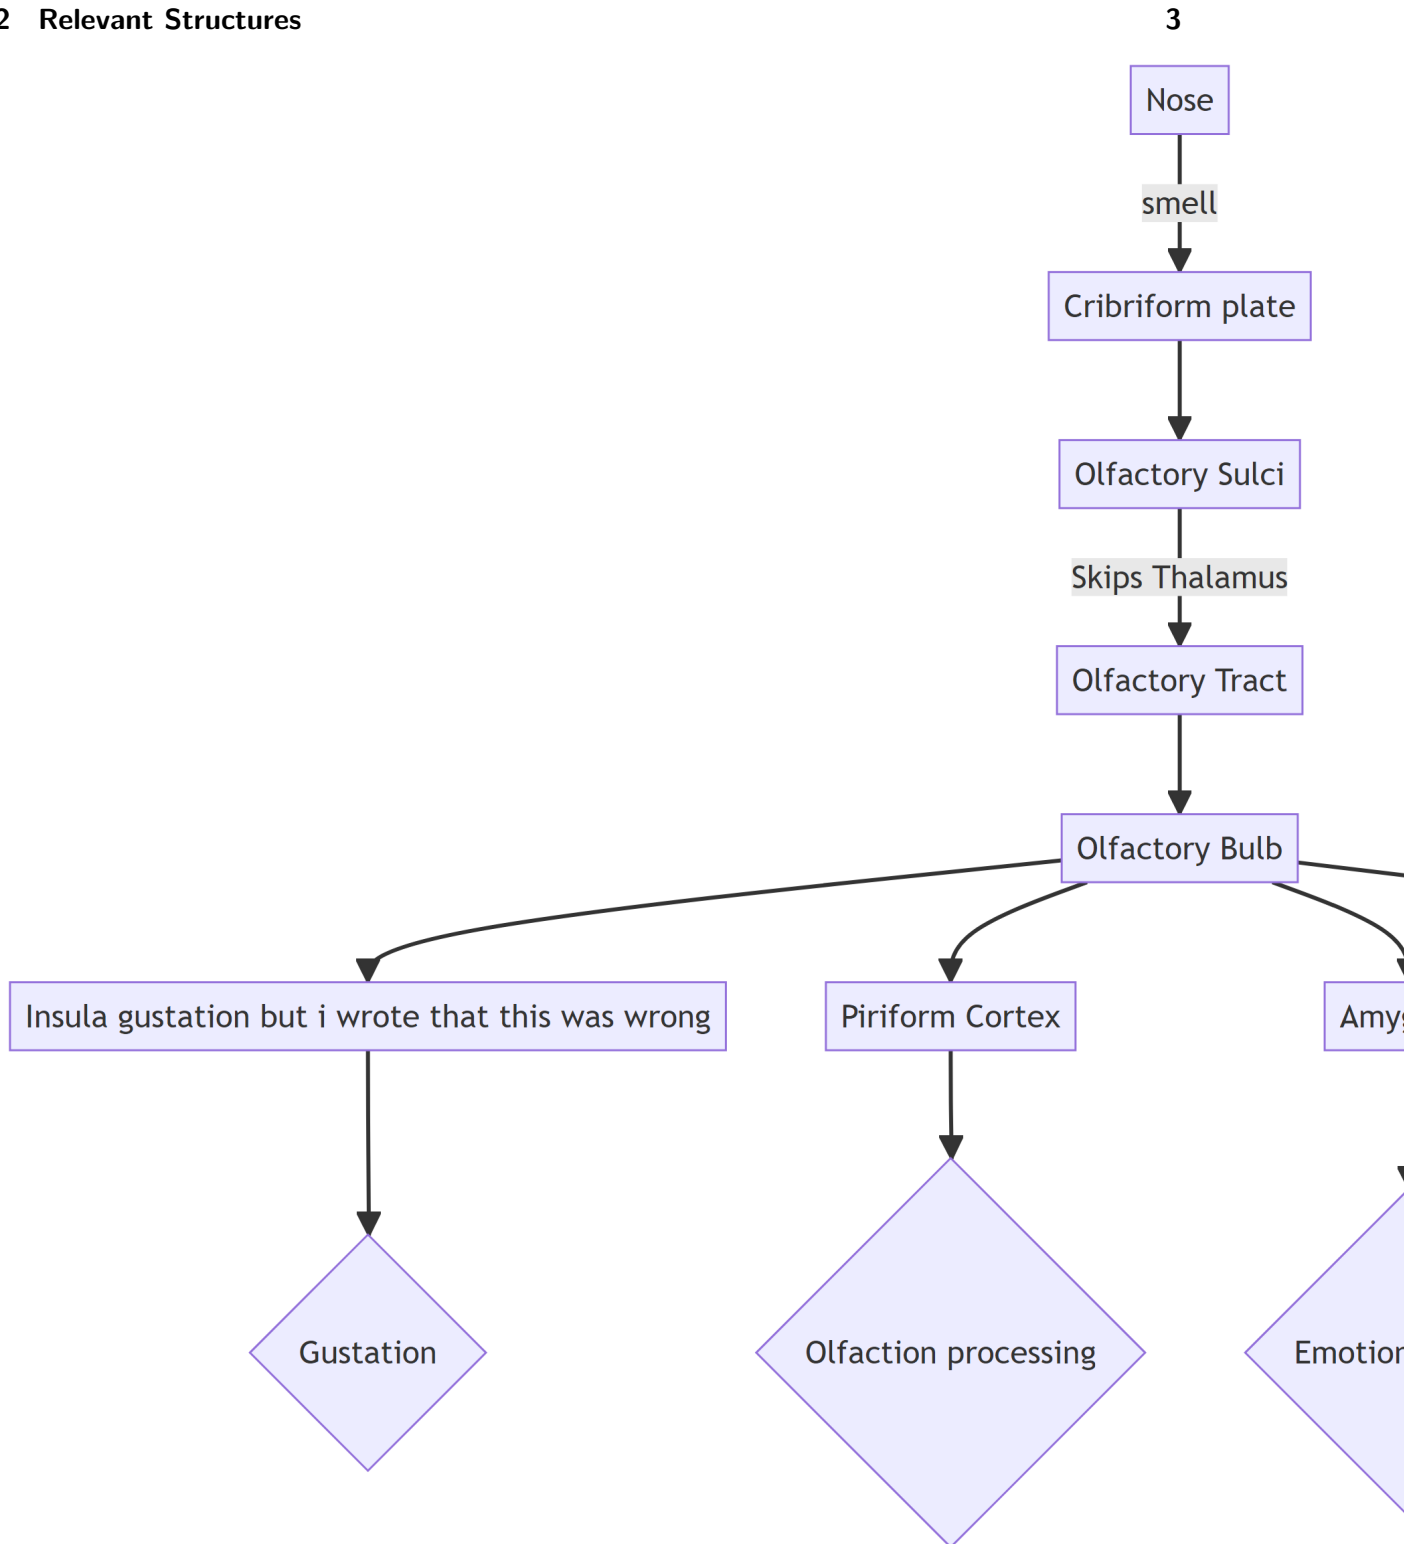 2 Relevant Structures 3
Nose
smell
Cribriform plate
Olfactory Sulci
Skips Thalamus
Olfactory Tract
Olfactory Bulb
Insula gustation but i wrote that this was wrong
Piriform Cortex
Gustation
Olfaction processing